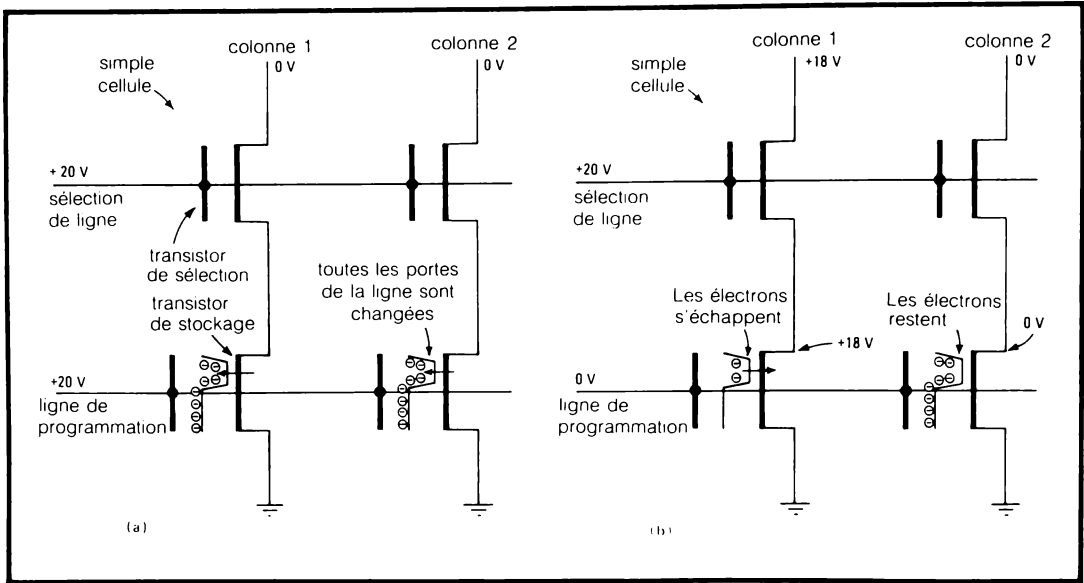 colonne 1
0 V
colonne 2
0 V
simple
cellule
+ 20 V
sélection
de ligne
transistor
de sélection
transistor
de stockage
toutes les portes
de la ligne sont
changées
+20 V
ligne de
programmation
(a)
colonne 1
+18 V
colonne 2
0 V
simple
cellule
+20 V
sélection
de ligne
Les électrons
s'échappent
Les électrons
restent
0 V
+18 V
0 V
ligne de
programmation
(b)